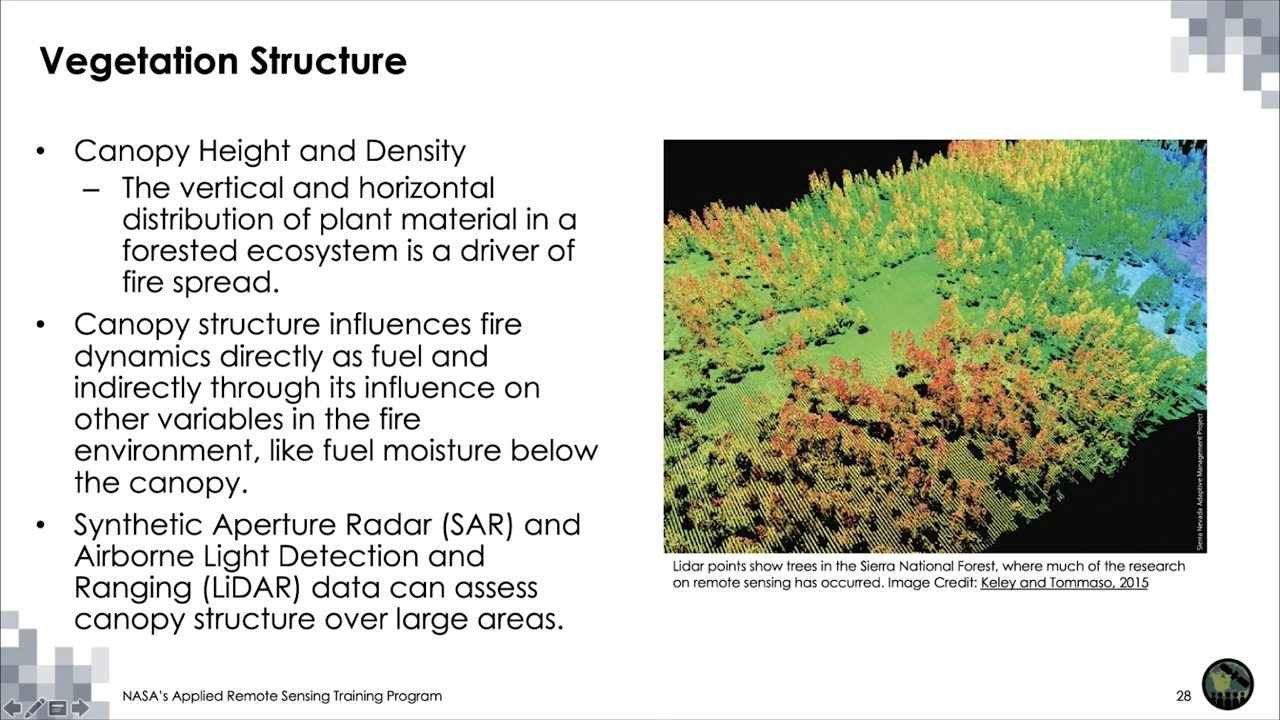 Vegetation Structure
• Canopy Height and Density
– The vertical and horizontal
distribution of plant material in a
forested ecosystem is a driver of
fire spread.
• Canopy structure influences fire
dynamics directly as fuel and
indirectly through its influence on
other variables in the fire
environment, like fuel moisture below
the canopy.
• Synthetic Aperture Radar (SAR) and
Airborne Light Detection and
Ranging (LiDAR) data can assess
canopy structure over large areas.
Sierra Nevada Adaptive Management Project
Lidar points show trees in the Sierra National Forest, where much of the research
on remote sensing has occurred. Image Credit: Keley and Tommaso, 2015
NASA's Applied Remote Sensing Training Program
28